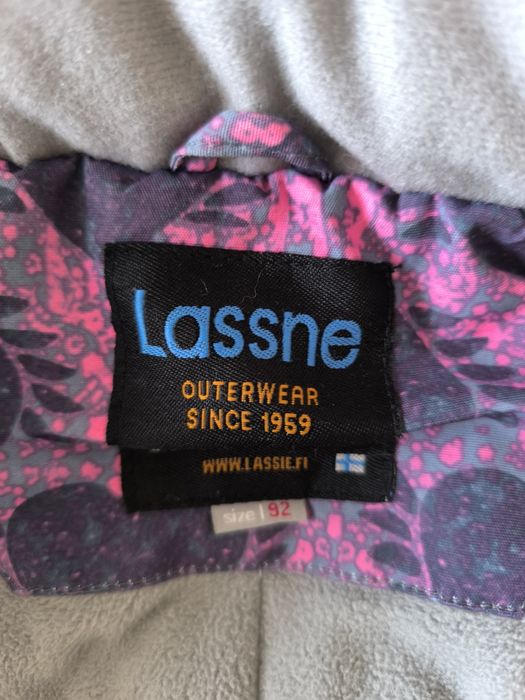 Lassne
OUTERWEAR
SINCE 1959
WWW.LASSIE.FI
size | 92